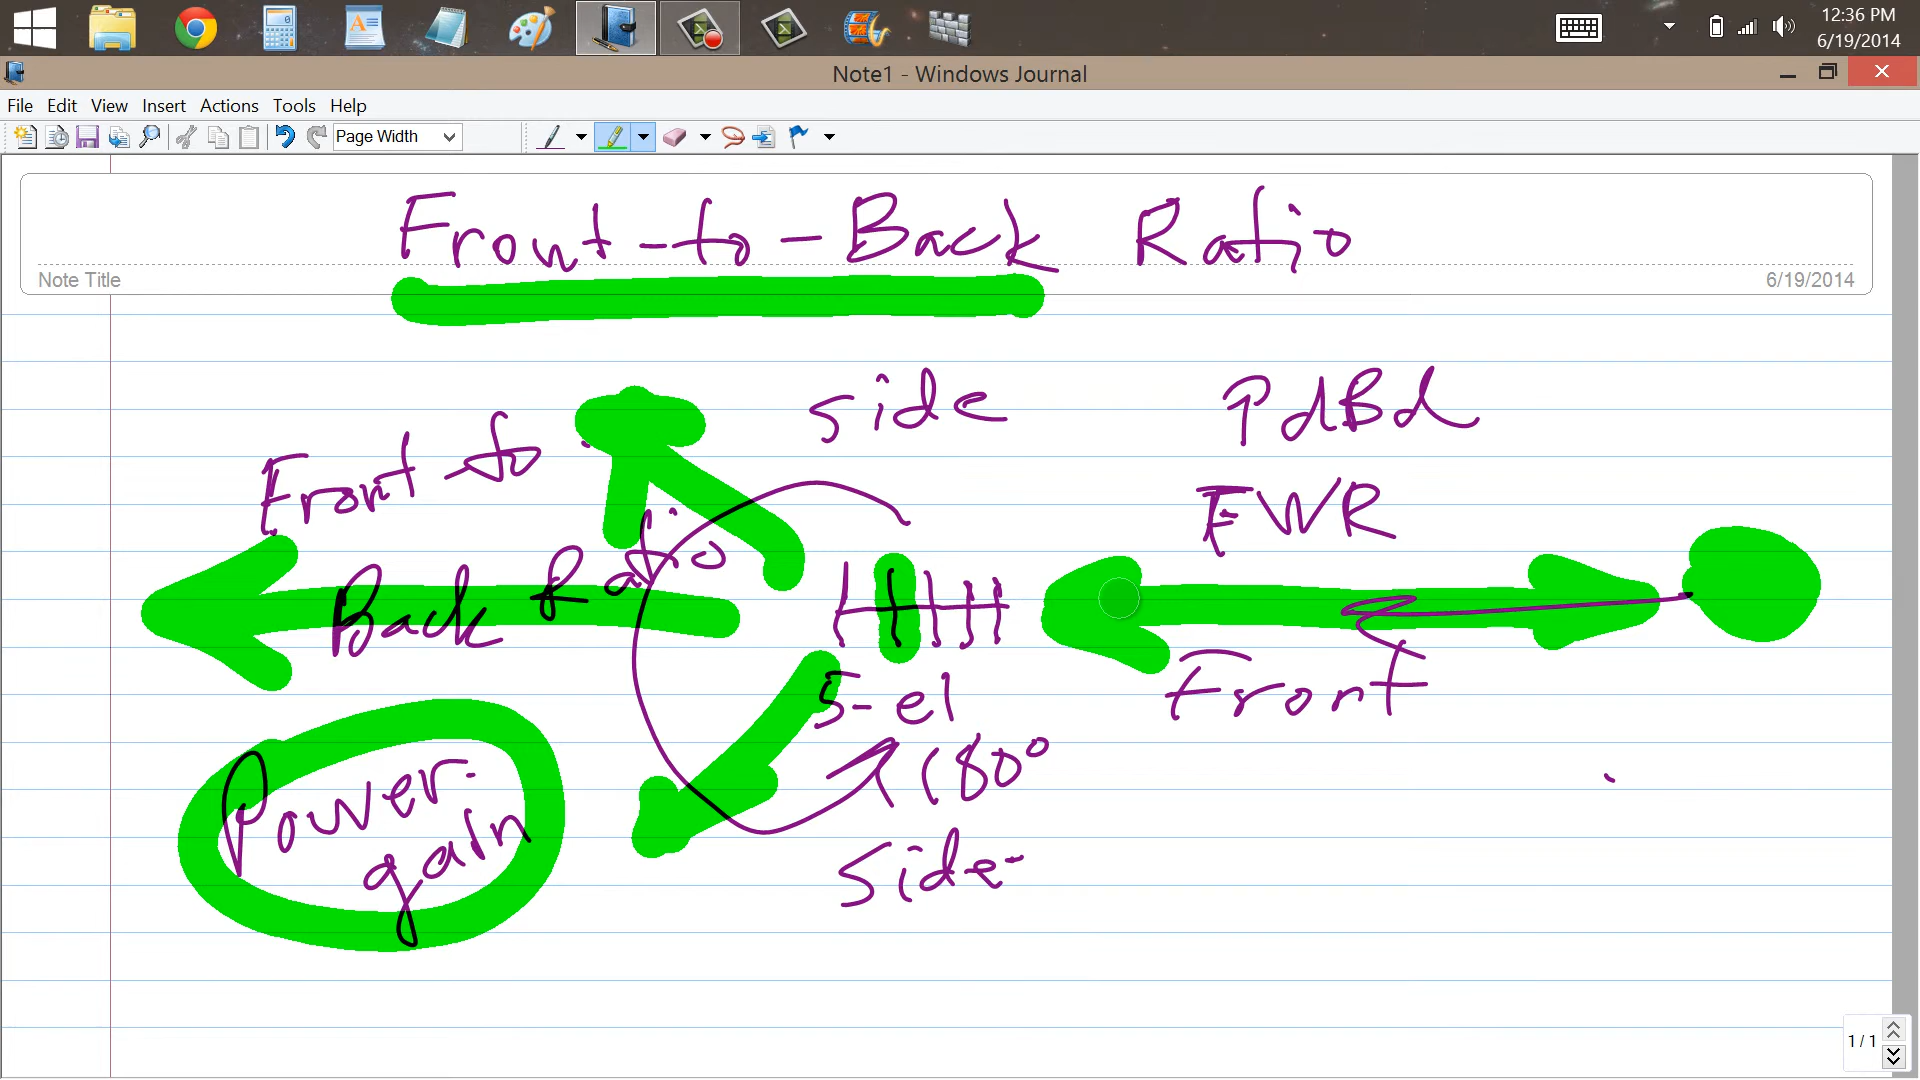 12:36 PM
6/19/2014
Note1 - Windows Journal
File Edit View Insert Actions Tools Help
Page Width
Front-to-Back Ratio
Note Title
6/19/2014
side
PdBd
Front-to
FWR
Back Ratio
5-el
Front
180°
Power
gain
side
1 / 1